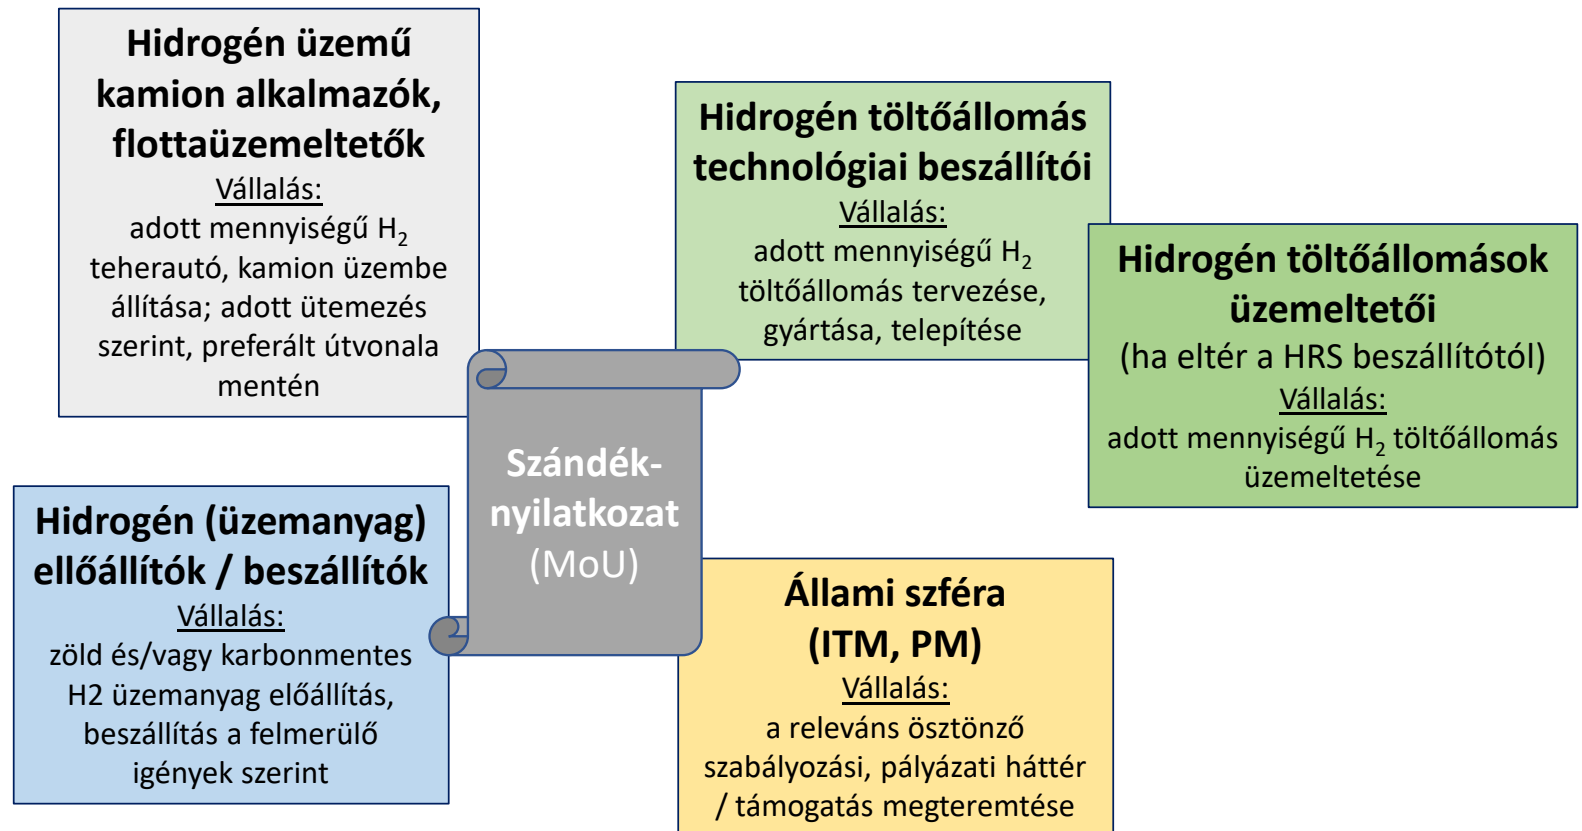 Hidrogén üzemű
kamion alkalmazók,
flottaüzemeltetők
Vállalás:
adott mennyiségű H₂
teherautó, kamion üzembe
állítása; adott ütemezés
szerint, preferált útvonala
mentén
Hidrogén töltőállomás
technológiai beszállítói
Vállalás:
adott mennyiségű H₂
töltőállomás tervezése,
gyártása, telepítése
Hidrogén töltőállomások
üzemeltetői
(ha eltér a HRS beszállítótól)
Vállalás:
adott mennyiségű H₂ töltőállomás
üzemeltetése
Szándék-
nyilatkozat
(MoU)
Hidrogén (üzemanyag)
ellőállítók / beszállítók
Vállalás:
zöld és/vagy karbonmentes
H2 üzemanyag előállítás,
beszállítás a felmerülő
igények szerint
Állami szféra
(ITM, PM)
Vállalás:
a releváns ösztönző
szabályozási, pályázati háttér
/ támogatás megteremtése